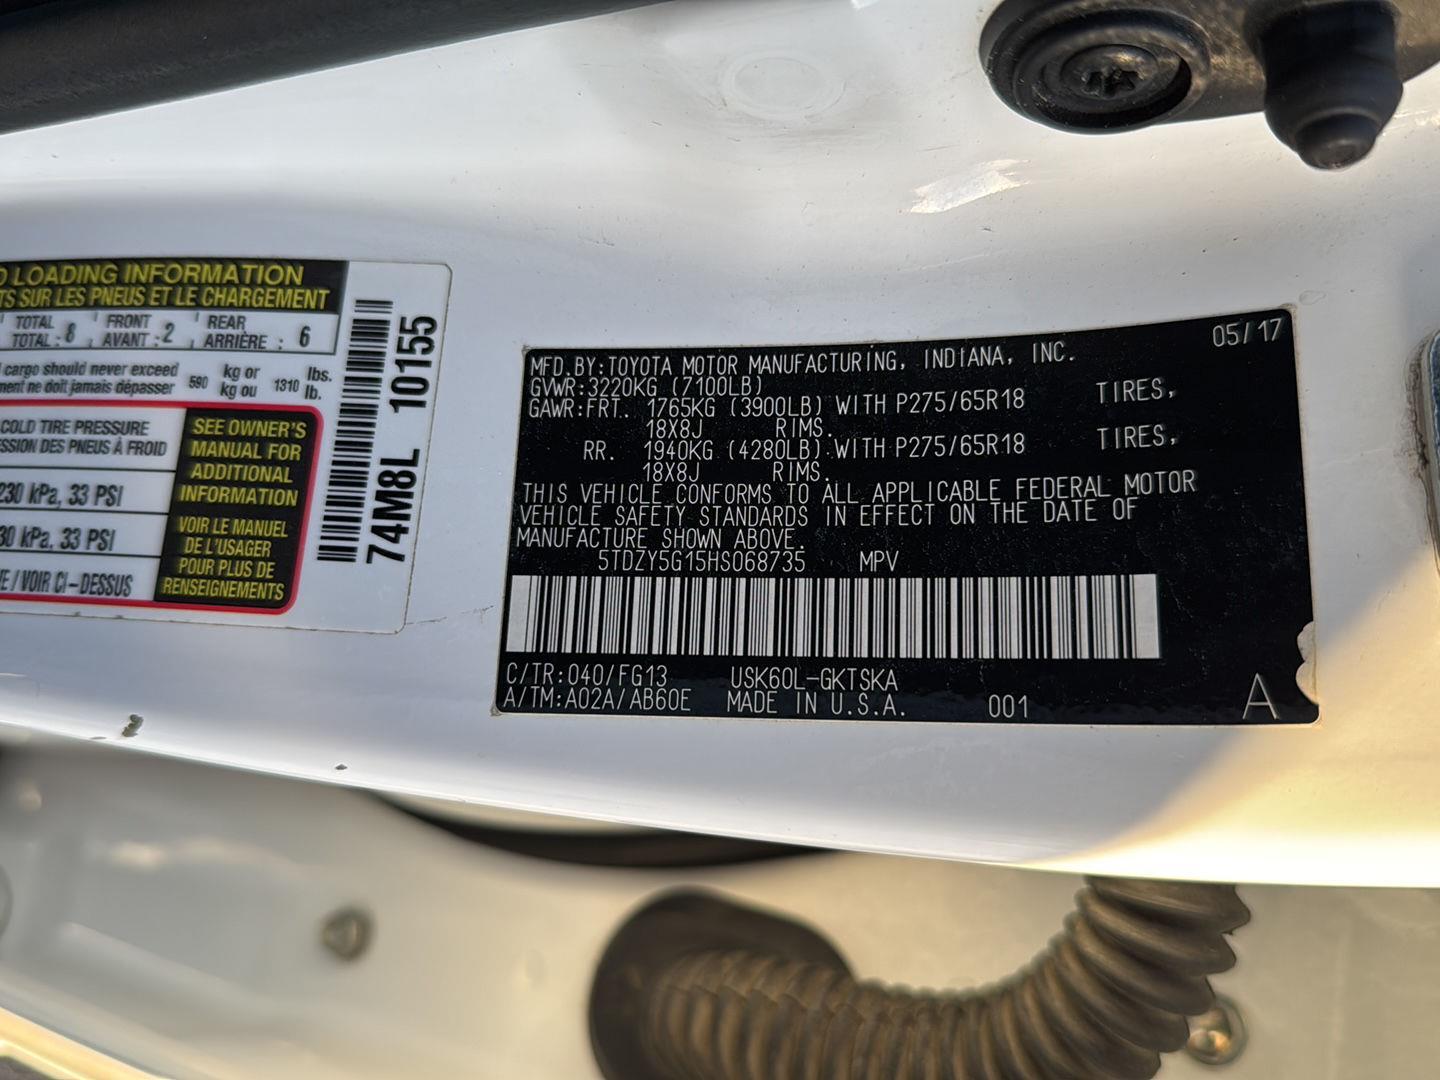 LOADING INFORMATION
SUR LES PNEUS ET LE CHARGEMENT
TOTAL FRONT REAR
TOTAL : 8 AVANT : 2 ARRIÈRE : 6
cargo should never exceed kg or lbs.
ne doit jamais dépasser 590 kg ou 1310 lb.
COLD TIRE PRESSURE
DES PNEUS À FROID
230 kPa, 33 PSI
30 kPa, 33 PSI
/ VOIR CI-DESSUS
SEE OWNER'S
MANUAL FOR
ADDITIONAL
INFORMATION
VOIR LE MANUEL
DE L'USAGER
POUR PLUS DE
RENSEIGNEMENTS
74M8L 10155
05/17
MFD.BY:TOYOTA MOTOR MANUFACTURING, INDIANA, INC.
GVWR:3220KG (7100LB)
GAWR:FRT. 1765KG (3900LB) WITH P275/65R18 TIRES,
18X8J RIMS.
RR. 1940KG (4280LB) WITH P275/65R18 TIRES,
18X8J RIMS.
THIS VEHICLE CONFORMS TO ALL APPLICABLE FEDERAL MOTOR
VEHICLE SAFETY STANDARDS IN EFFECT ON THE DATE OF
MANUFACTURE SHOWN ABOVE.
5TDZY5G15HS068735 MPV
C/TR:040/FG13 USK60L-GKTSKA
A/TM:A02A/AB60E MADE IN U.S.A. 001 A